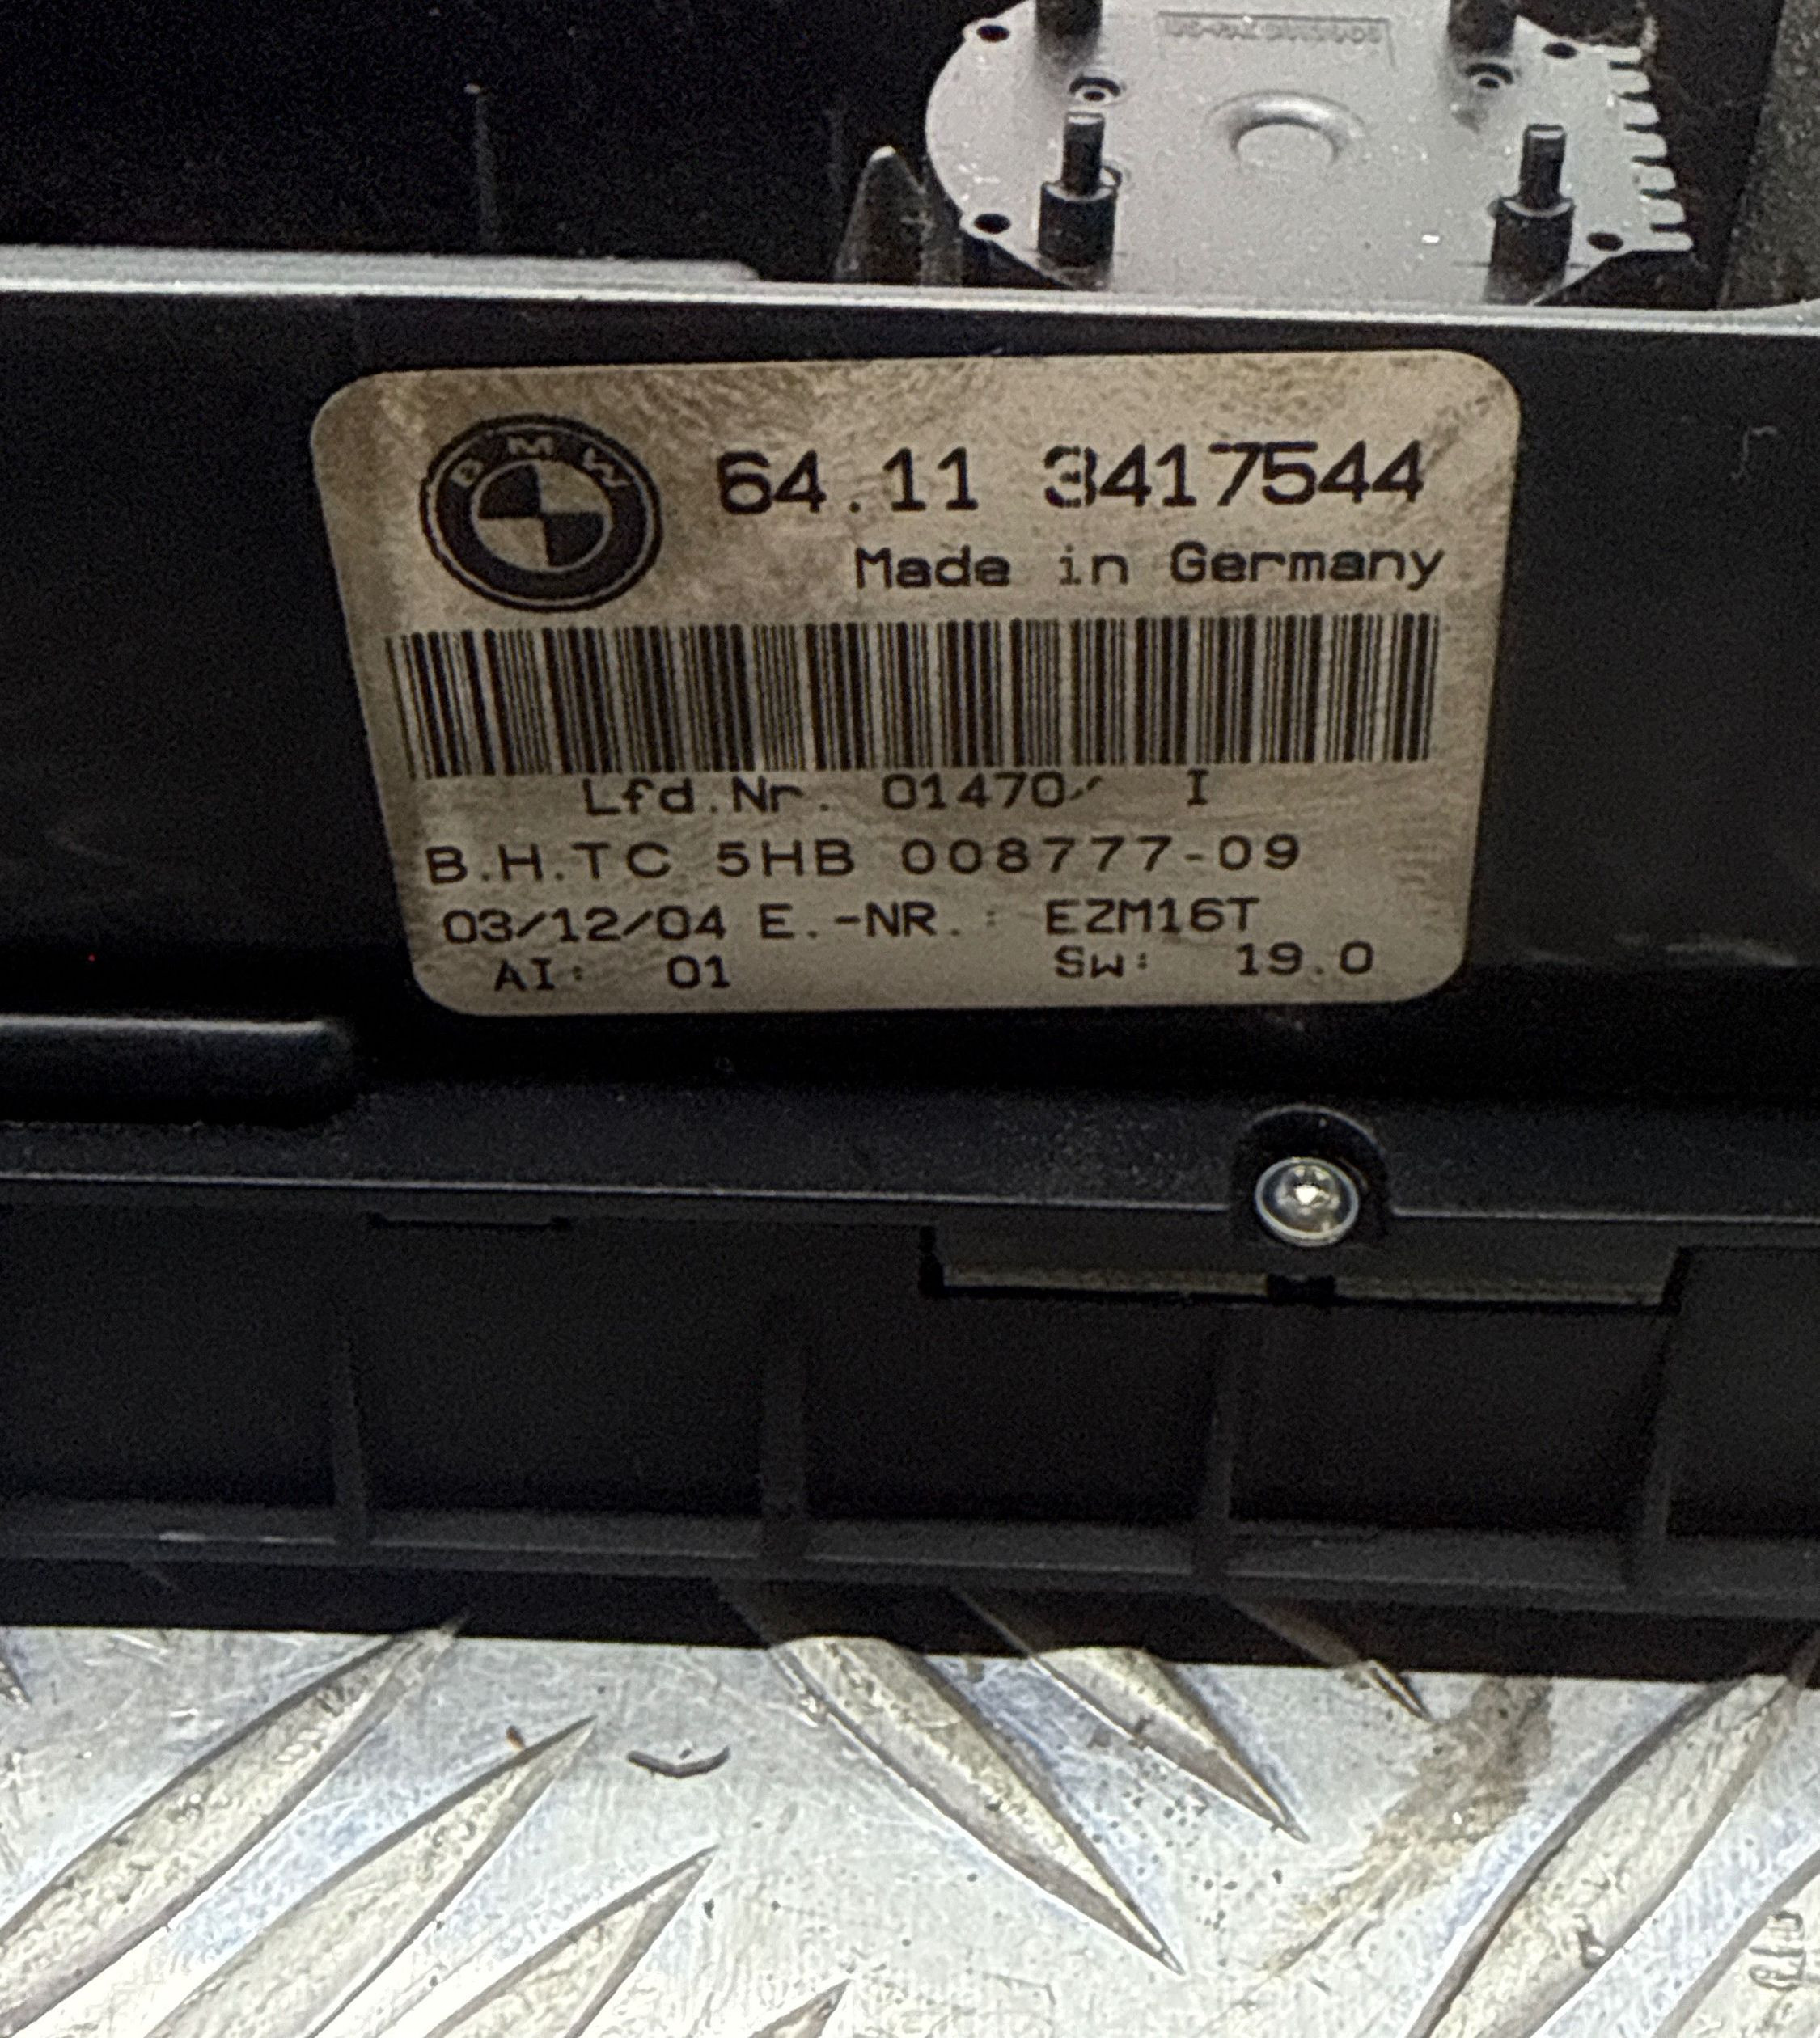 BMW
64.11 3417544
Made in Germany
Lfd.Nr. 01470 I
B.H.TC 5HB 008777-09
03/12/04 E.-NR.: EZM16T
AI: 01 Sw: 19.0